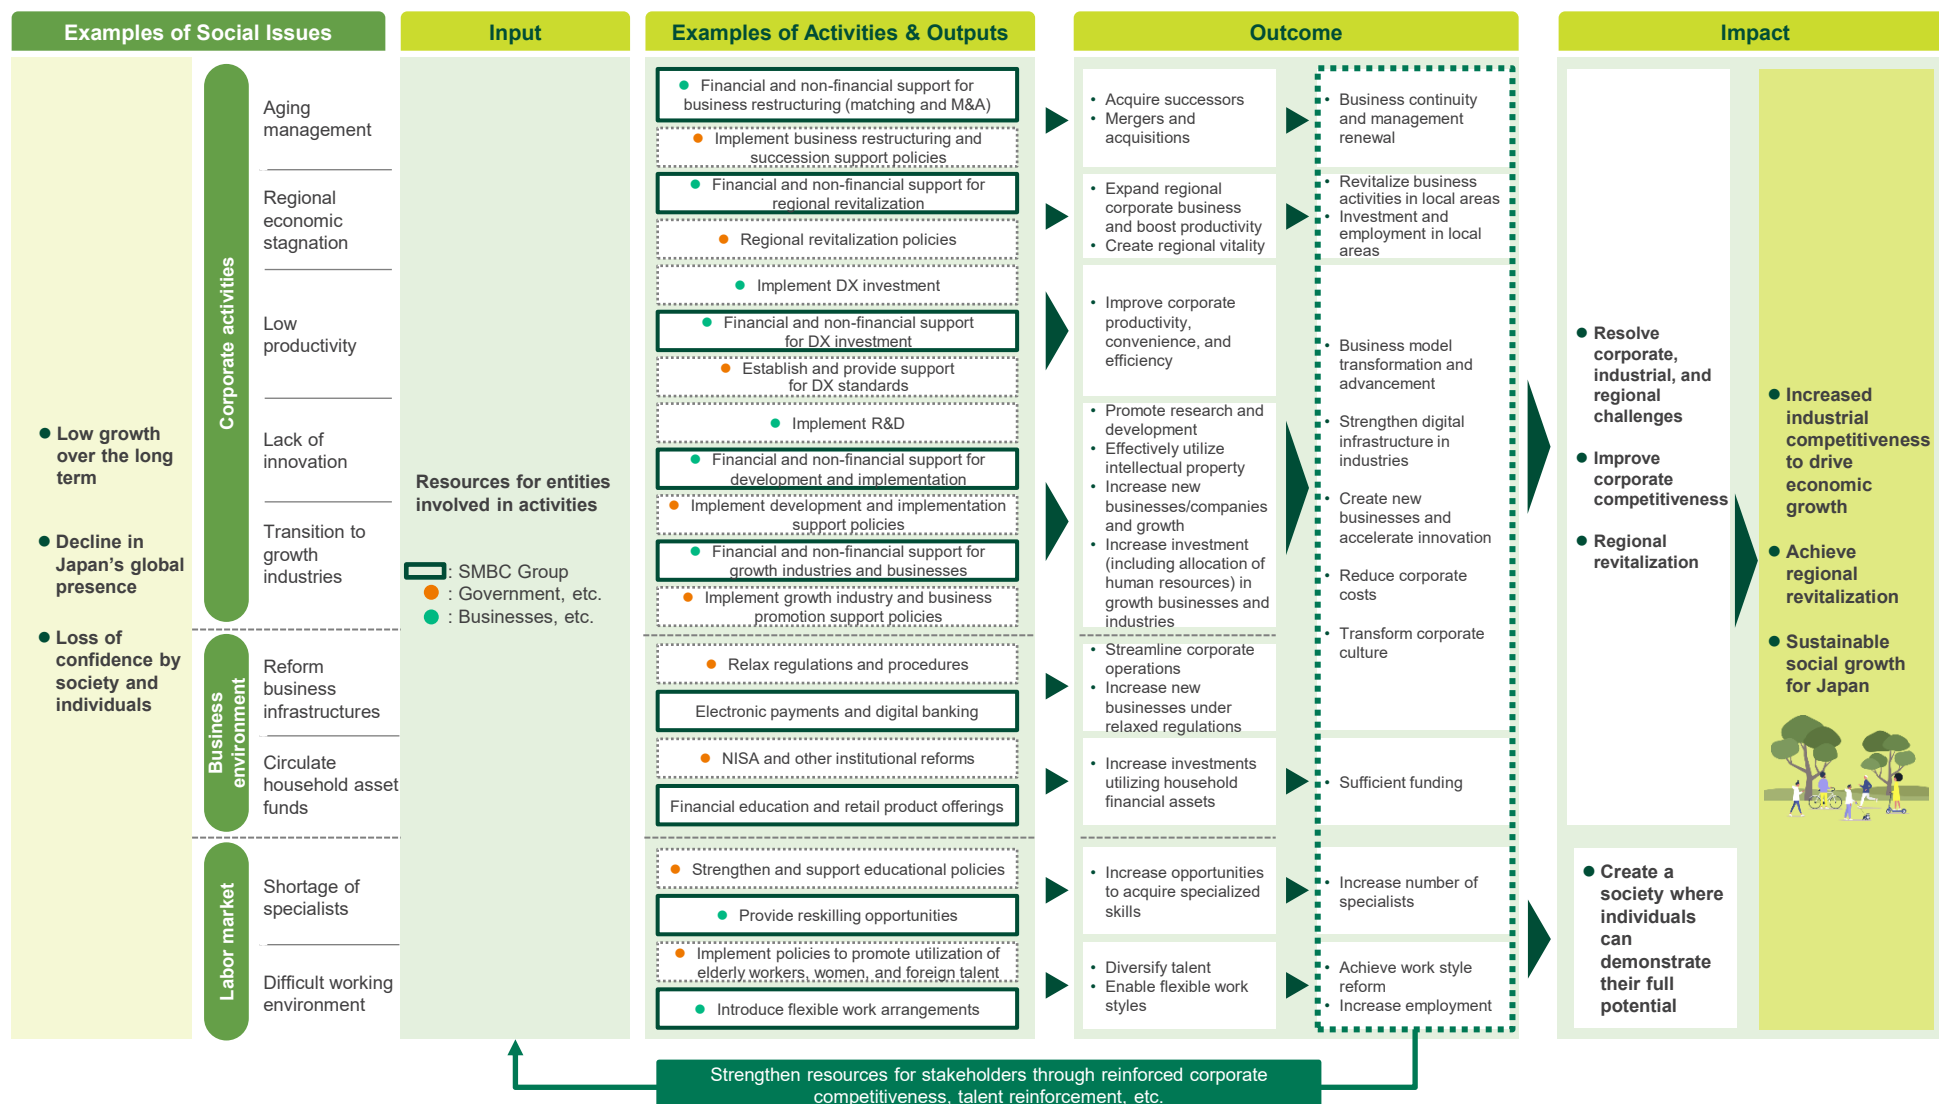 Examples of Social Issues
Input
Examples of Activities & Outputs
Outcome
Impact
Low growth
over the long
term
Decline in
Japan's global
presence
Loss of
confidence by
society and
individuals
Corporate activities
Aging
management
Regional
economic
stagnation
Low
productivity
Lack of
innovation
Transition to
growth
industries
Business
environment
Reform
business
infrastructures
Circulate
household asset
funds
Labor market
Shortage of
specialists
Difficult working
environment
Resources for entities
involved in activities
: SMBC Group
: Government, etc.
: Businesses, etc.
Financial and non-financial support for
business restructuring (matching and M&A)
Implement business restructuring and
succession support policies
Financial and non-financial support for
regional revitalization
Regional revitalization policies
Implement DX investment
Financial and non-financial support
for DX investment
Establish and provide support
for DX standards
Implement R&D
Financial and non-financial support for
development and implementation
Implement development and implementation
support policies
Financial and non-financial support for
growth industries and businesses
Implement growth industry and business
promotion support policies
Relax regulations and procedures
Electronic payments and digital banking
NISA and other institutional reforms
Financial education and retail product offerings
Strengthen and support educational policies
Provide reskilling opportunities
Implement policies to promote utilization of
elderly workers, women, and foreign talent
Introduce flexible work arrangements
• Acquire successors
• Mergers and
acquisitions
• Expand regional
corporate business
and boost productivity
• Create regional vitality
• Improve corporate
productivity,
convenience, and
efficiency
• Promote research and
development
• Effectively utilize
intellectual property
• Increase new
businesses/companies
and growth
• Increase investment
(including allocation of
human resources) in
growth businesses and
industries
• Streamline corporate
operations
• Increase new
businesses under
relaxed regulations
• Increase investments
utilizing household
financial assets
• Increase opportunities
to acquire specialized
skills
• Diversify talent
• Enable flexible work
styles
• Business continuity
and management
renewal
• Revitalize business
activities in local areas
• Investment and
employment in local
areas
• Business model
transformation and
advancement
• Strengthen digital
infrastructure in
industries
• Create new
businesses and
accelerate innovation
• Reduce corporate
costs
• Transform corporate
culture
• Sufficient funding
• Increase number of
specialists
• Achieve work style
reform
• Increase employment
Resolve
corporate,
industrial, and
regional
challenges
Improve
corporate
competitiveness
Regional
revitalization
Create a
society where
individuals
can
demonstrate
their full
potential
Increased
industrial
competitiveness
to drive
economic
growth
Achieve
regional
revitalization
Sustainable
social growth
for Japan
Strengthen resources for stakeholders through reinforced corporate
competitiveness, talent reinforcement, etc.